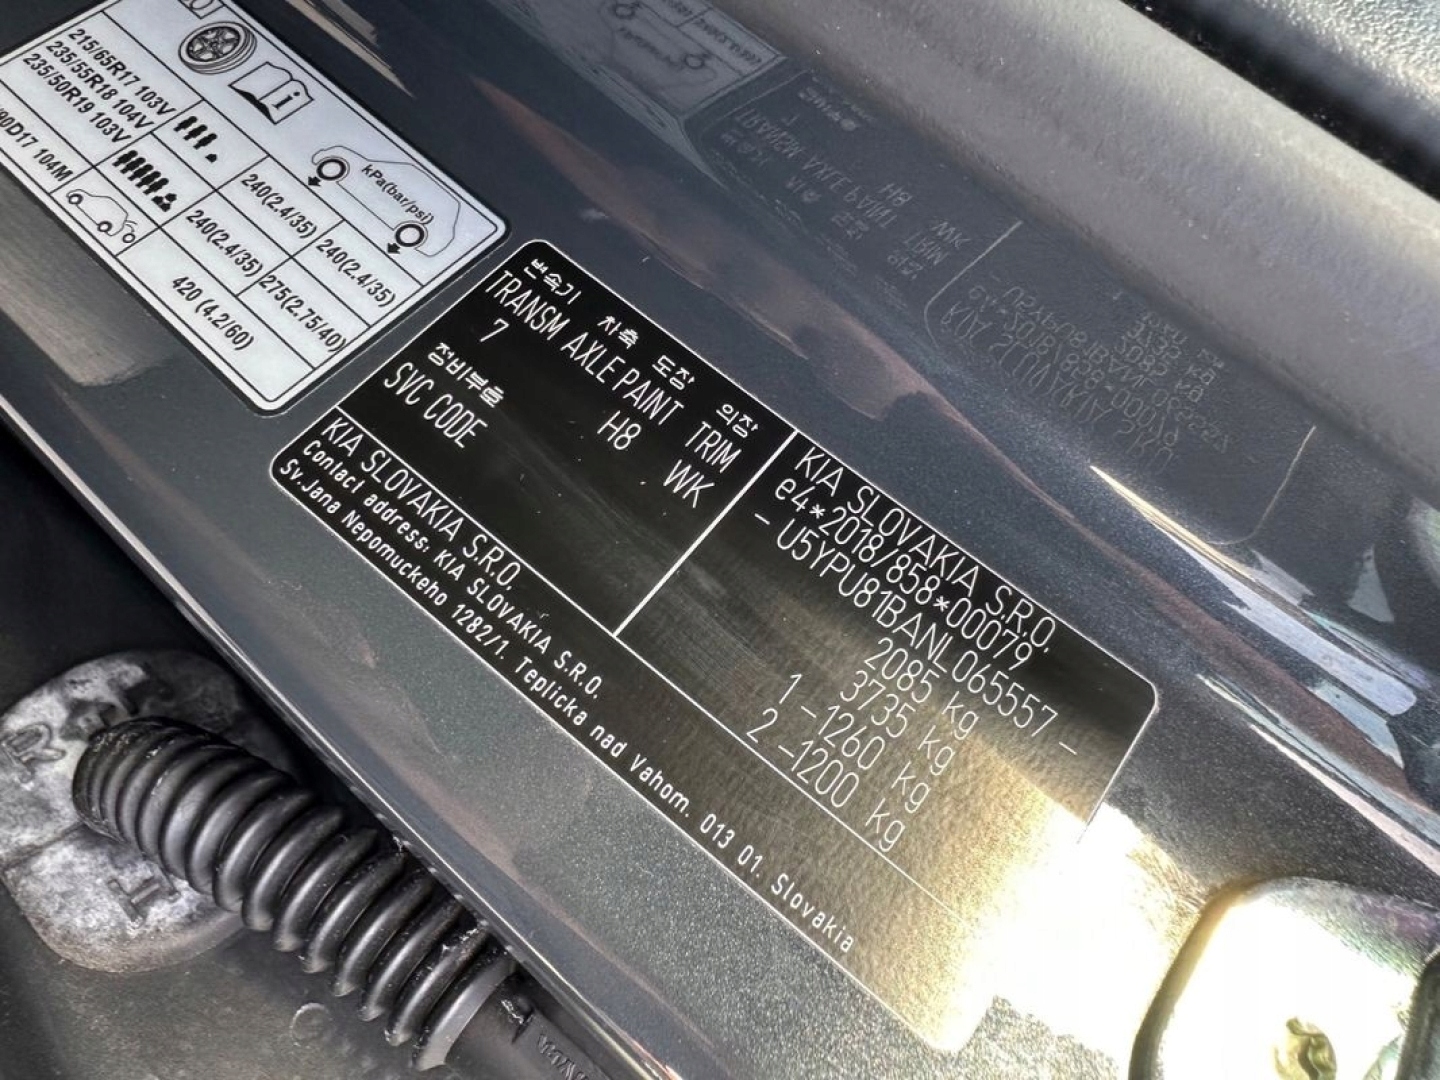 215/65R17 103V
235/55R18 104V
235/50R19 103V
90D17 104M
kPa(bar/psi)
240(2.4/35)
240(2.4/35)
240(2.4/35)
275(2.75/40)
420 (4.2/60)
변속기 차축 도장 의장
TRANSM AXLE PAINT TRIM
7 H8 WK
정비부호
SVC CODE
KIA SLOVAKIA S.R.O.
e4*2018/858*00079
- U5YPU81BANL065557 -
2085 kg
3735 kg
1 -1260 kg
2 -1200 kg
KIA SLOVAKIA S.R.O.
Contact address: KIA SLOVAKIA S.R.O.
Sv.Jana Nepomuckeho 1282/1. Teplicka nad Vahom. 013 01. Slovakia